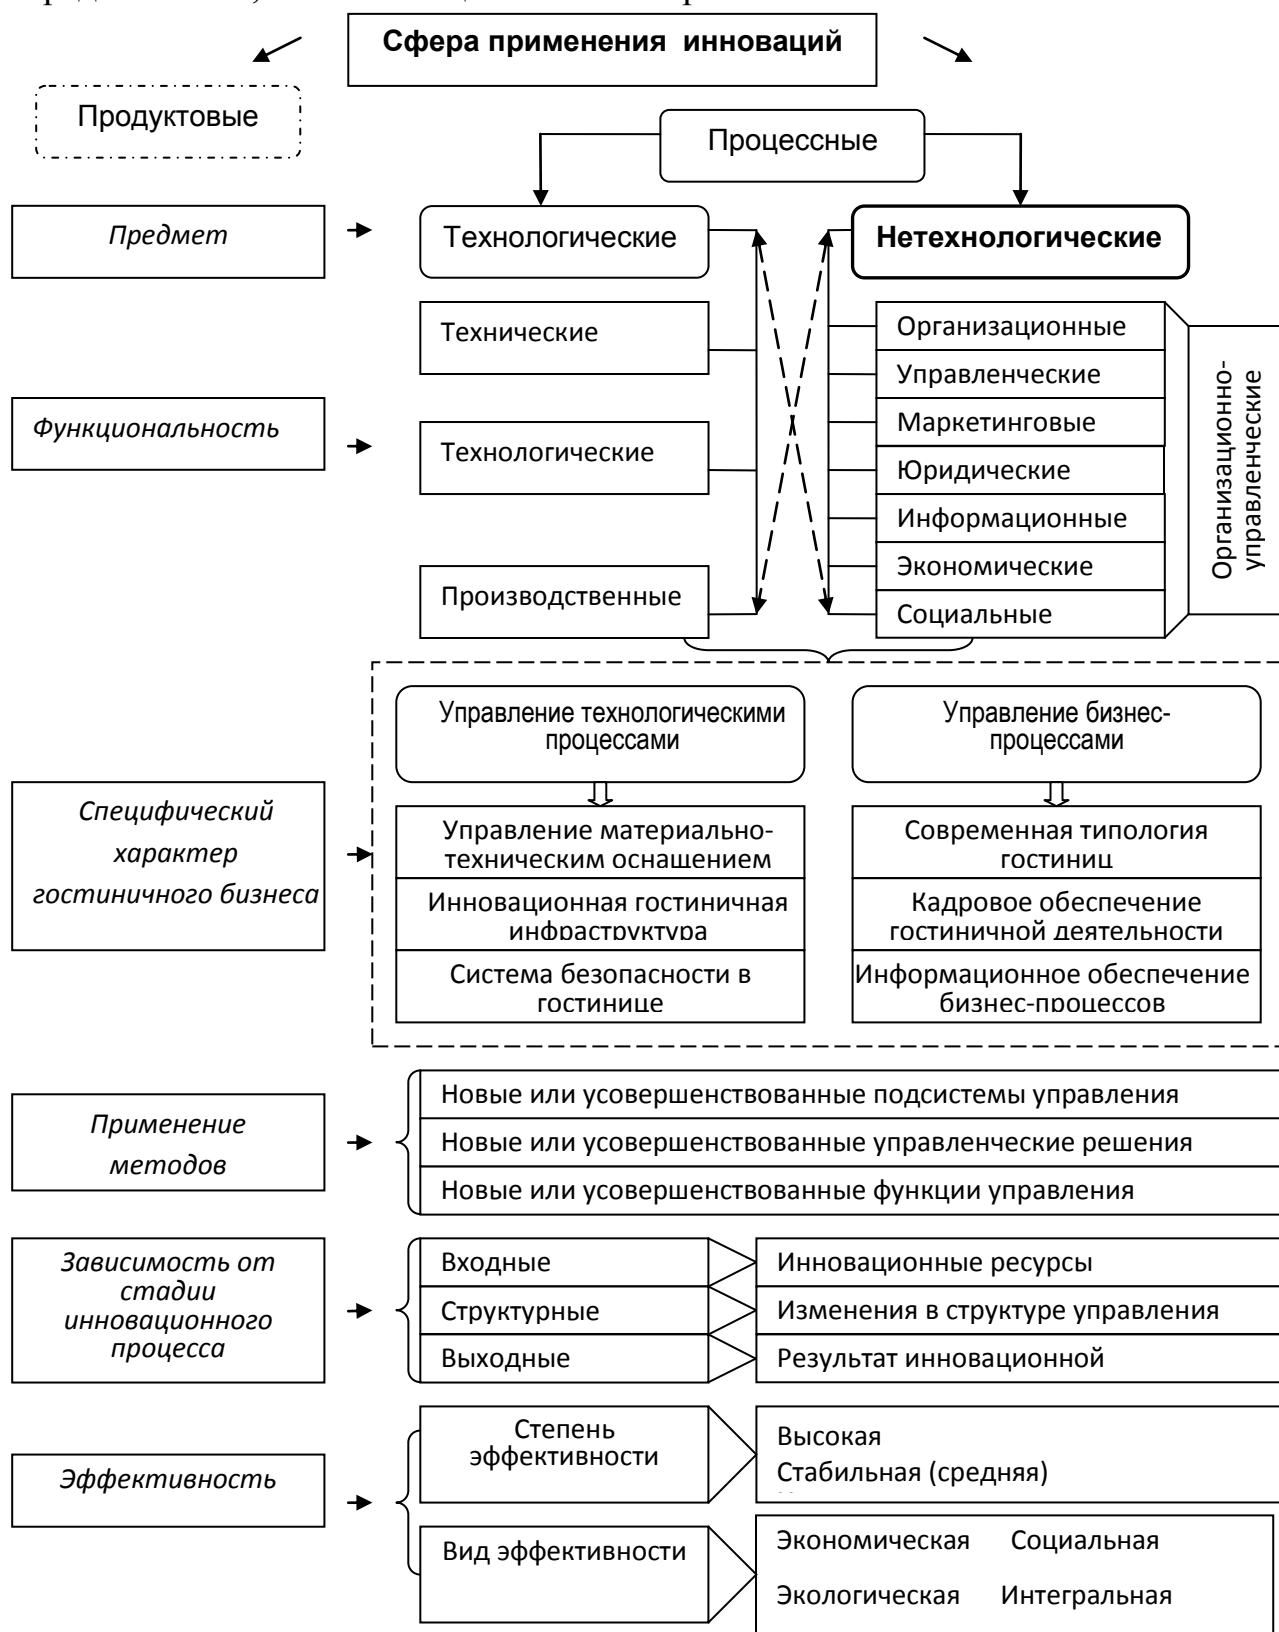 Сфера применения инноваций
Продуктовые
Процессные
Предмет
Технологические
Нетехнологические
Технические
Технологические
Производственные
Функциональность
Организационные
Управленческие
Маркетинговые
Юридические
Информационные
Экономические
Социальные
Организационно-
управленческие
Управление технологическими
процессами
Управление бизнес-
процессами
Специфический
характер
гостиничного бизнеса
Управление материально-
техническим оснащением
Инновационная гостиничная
инфраструктура
Система безопасности в
гостинице
Современная типология
гостиниц
Кадровое обеспечение
гостиничной деятельности
Информационное обеспечение
бизнес-процессов
Применение
методов
Новые или усовершенствованные подсистемы управления
Новые или усовершенствованные управленческие решения
Новые или усовершенствованные функции управления
Зависимость от
стадии
инновационного
процесса
Входные
Инновационные ресурсы
Структурные
Изменения в структуре управления
Выходные
Результат инновационной
Эффективность
Степень
эффективности
Высокая
Стабильная (средняя)
Вид эффективности
Экономическая Социальная
Экологическая Интегральная